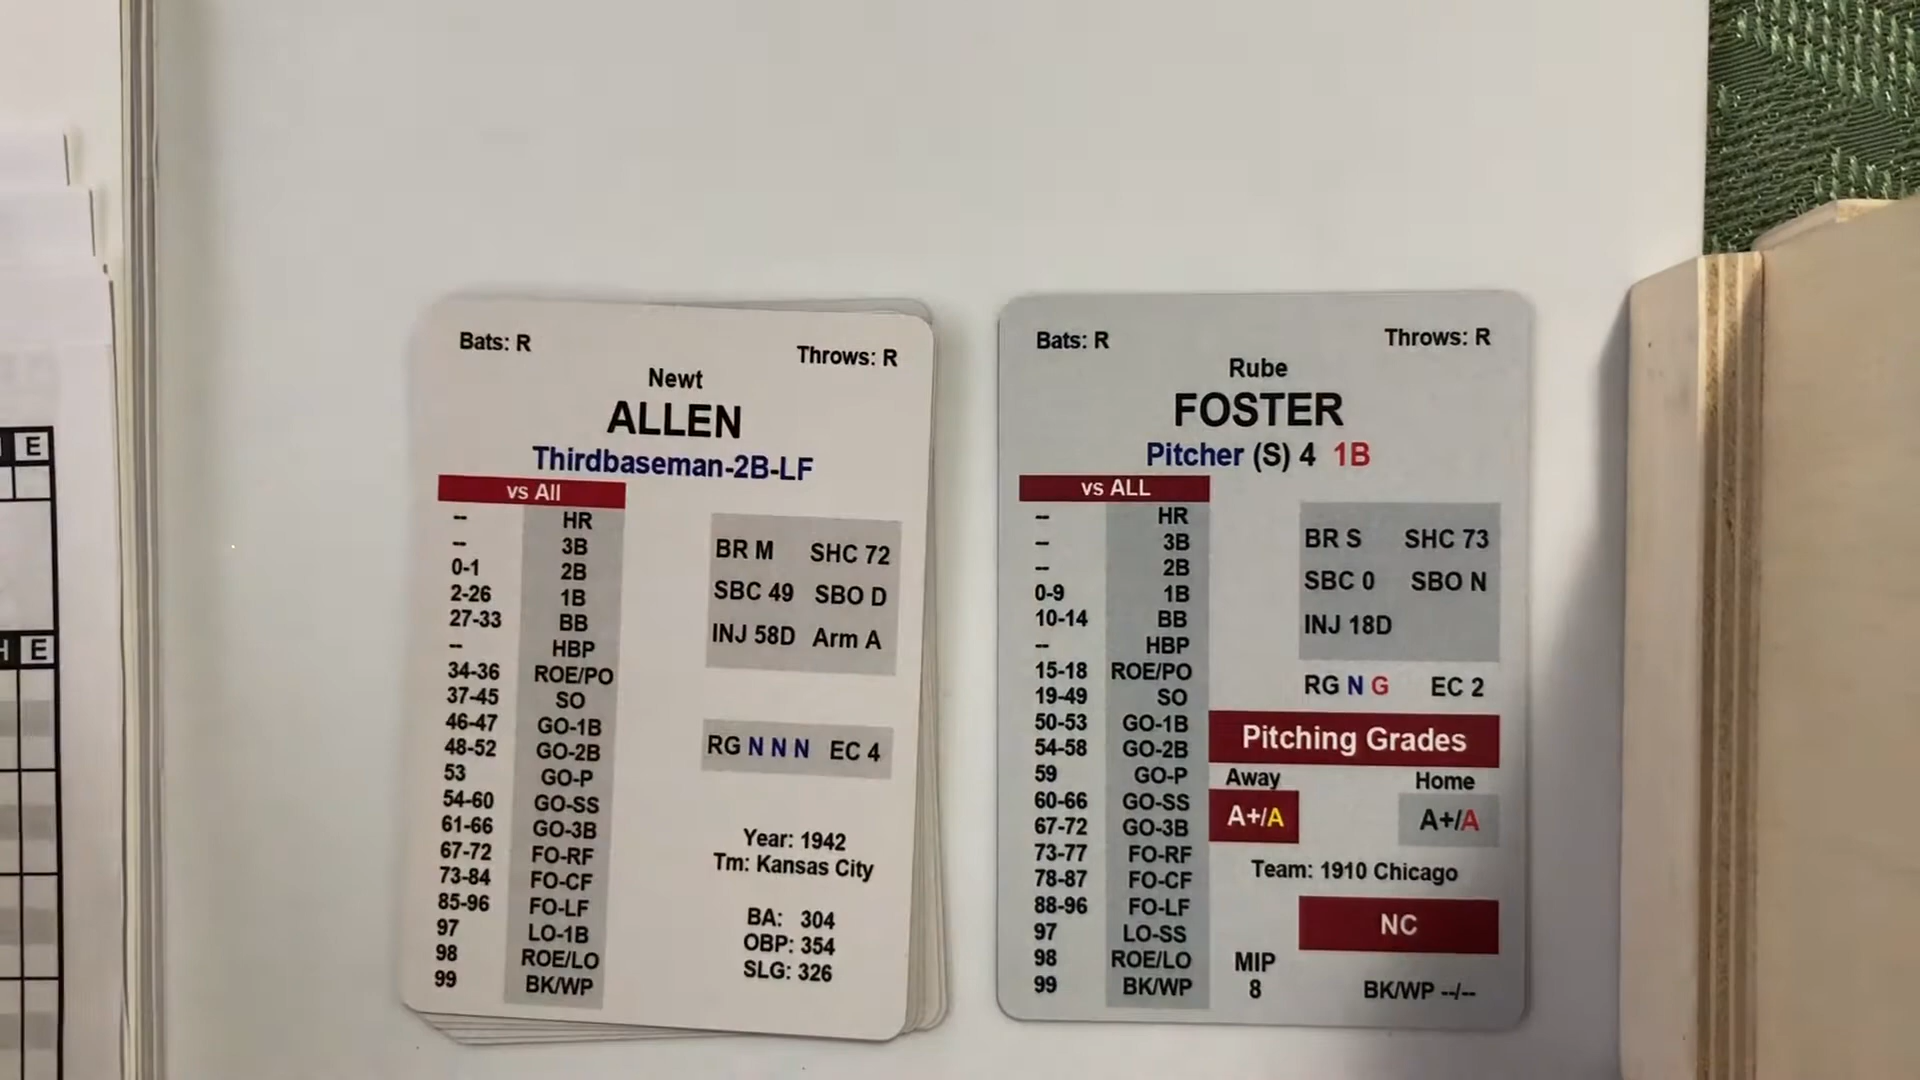 E
H E
Bats: R Throws: R
Newt
ALLEN
Thirdbaseman-2B-LF
vs All
-- HR
-- 3B
0-1 2B
2-26 1B
27-33 BB
-- HBP
34-36 ROE/PO
37-45 SO
46-47 GO-1B
48-52 GO-2B
53 GO-P
54-60 GO-SS
61-66 GO-3B
67-72 FO-RF
73-84 FO-CF
85-96 FO-LF
97 LO-1B
98 ROE/LO
99 BK/WP
BR M SHC 72
SBC 49 SBO D
INJ 58D Arm A
RG N N N EC 4
Year: 1942
Tm: Kansas City
BA: 304
OBP: 354
SLG: 326
Bats: R Throws: R
Rube
FOSTER
Pitcher (S) 4 1B
vs ALL
-- HR
-- 3B
-- 2B
0-9 1B
10-14 BB
-- HBP
15-18 ROE/PO
19-49 SO
50-53 GO-1B
54-58 GO-2B
59 GO-P
60-66 GO-SS
67-72 GO-3B
73-77 FO-RF
78-87 FO-CF
88-96 FO-LF
97 LO-SS
98 ROE/LO
99 BK/WP
BR S SHC 73
SBC 0 SBO N
INJ 18D
RG N G EC 2
Pitching Grades
Away Home
A+/A A+/A
Team: 1910 Chicago
NC
MIP
8 BK/WP --/--